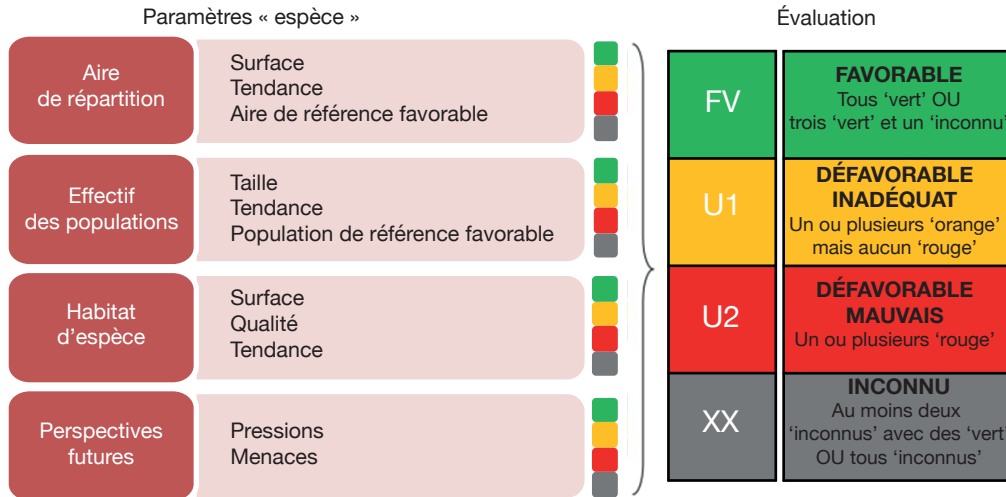 Paramètres « espèce »
Évaluation
Aire
de répartition
Surface
Tendance
Aire de référence favorable
Effectif
des populations
Taille
Tendance
Population de référence favorable
Habitat
d’espèce
Surface
Qualité
Tendance
Perspectives
futures
Pressions
Menaces
FV
FAVORABLE
Tous ‘vert’ OU
trois ‘vert’ et un ‘inconnu’
U1
DÉFAVORABLE
INADÉQUAT
Un ou plusieurs ‘orange’
mais aucun ‘rouge’
U2
DÉFAVORABLE
MAUVAIS
Un ou plusieurs ‘rouge’
XX
INCONNU
Au moins deux
‘inconnus’ avec des ‘vert’
OU tous ‘inconnus’